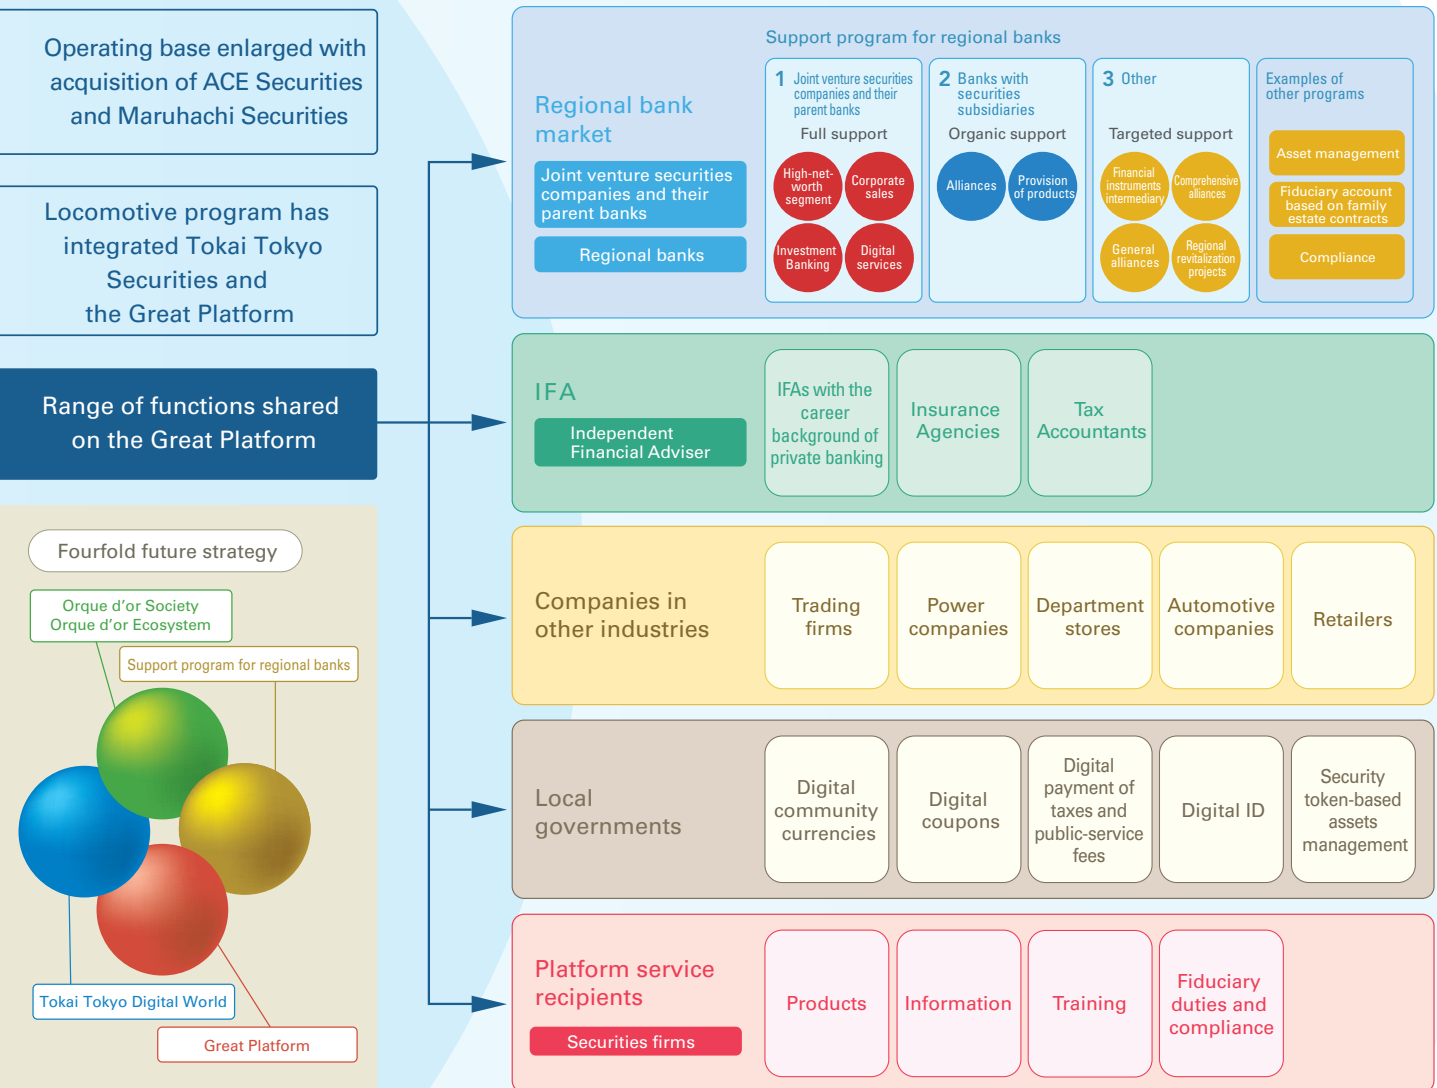 Operating base enlarged with
acquisition of ACE Securities
and Maruhachi Securities
Locomotive program has
integrated Tokai Tokyo
Securities and
the Great Platform
Range of functions shared
on the Great Platform
Fourfold future strategy
Orque d'or Society
Orque d'or Ecosystem
Support program for regional banks
Tokai Tokyo Digital World
Great Platform
Regional bank
market
Joint venture securities
companies and their
parent banks
Regional banks
Support program for regional banks
1 Joint venture securities
companies and their
parent banks
Full support
High-net-
worth
segment
Corporate
sales
Investment
Banking
Digital
services
2 Banks with
securities
subsidiaries
Organic support
Alliances
Provision
of products
3 Other
Targeted support
Financial
instruments
intermediary
Comprehensive
alliances
General
alliances
Regional
revitalization
projects
Examples of
other programs
Asset management
Fiduciary account
based on family
estate contracts
Compliance
IFA
Independent
Financial Adviser
IFAs with the
career
background of
private banking
Insurance
Agencies
Tax
Accountants
Companies in
other industries
Trading
firms
Power
companies
Department
stores
Automotive
companies
Retailers
Local
governments
Digital
community
currencies
Digital
coupons
Digital
payment of
taxes and
public-service
fees
Digital ID
Security
token-based
assets
management
Platform service
recipients
Securities firms
Products
Information
Training
Fiduciary
duties and
compliance